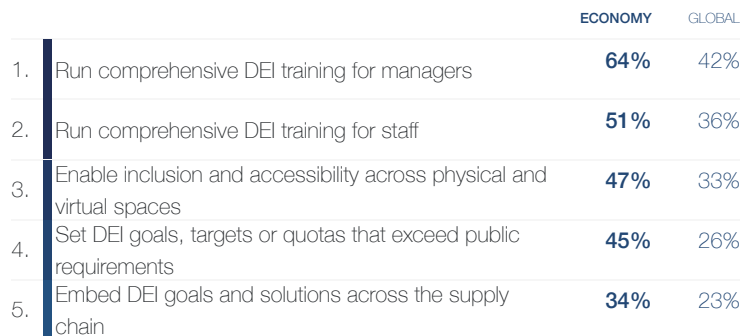 ECONOMY GLOBAL
1. Run comprehensive DEI training for managers 64% 42%
2. Run comprehensive DEI training for staff 51% 36%
3. Enable inclusion and accessibility across physical and
virtual spaces 47% 33%
4. Set DEI goals, targets or quotas that exceed public
requirements 45% 26%
5. Embed DEI goals and solutions across the supply
chain 34% 23%